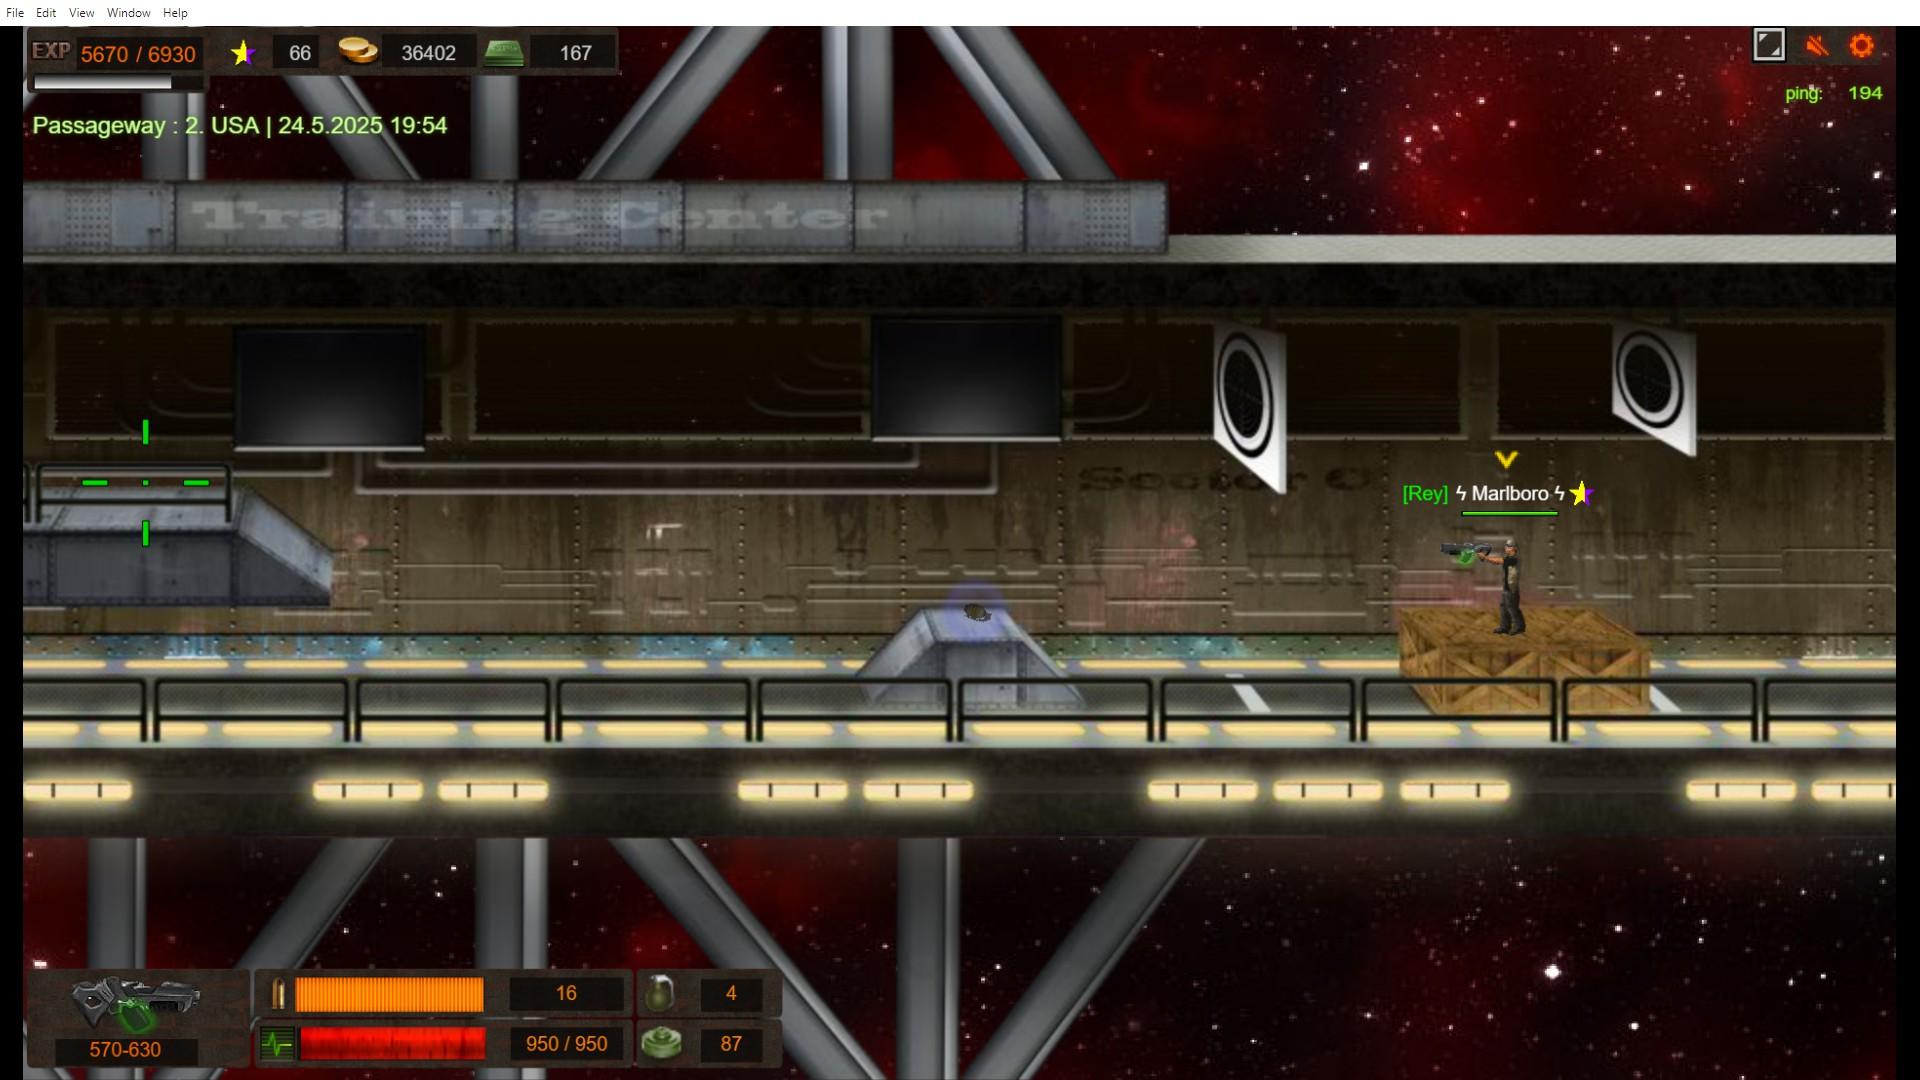 File Edit View Window Help
EXP 5670 / 6930 66 36402 167
ping: 194
Passageway : 2. USA | 24.5.2025 19:54
Training Center
Sector C
[Rey] ϟ Marlboro ϟ
16 4
570-630 950 / 950 87